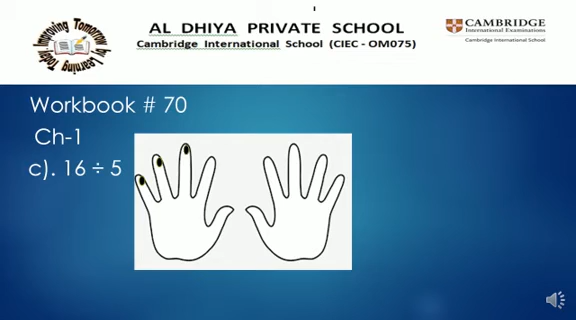 Improving Tomorrow by Learning Today
AL DHIYA PRIVATE SCHOOL
Cambridge International School (CIEC - OM075)
CAMBRIDGE
International Examinations
Cambridge International School
Workbook # 70
Ch-1
c). 16 ÷ 5